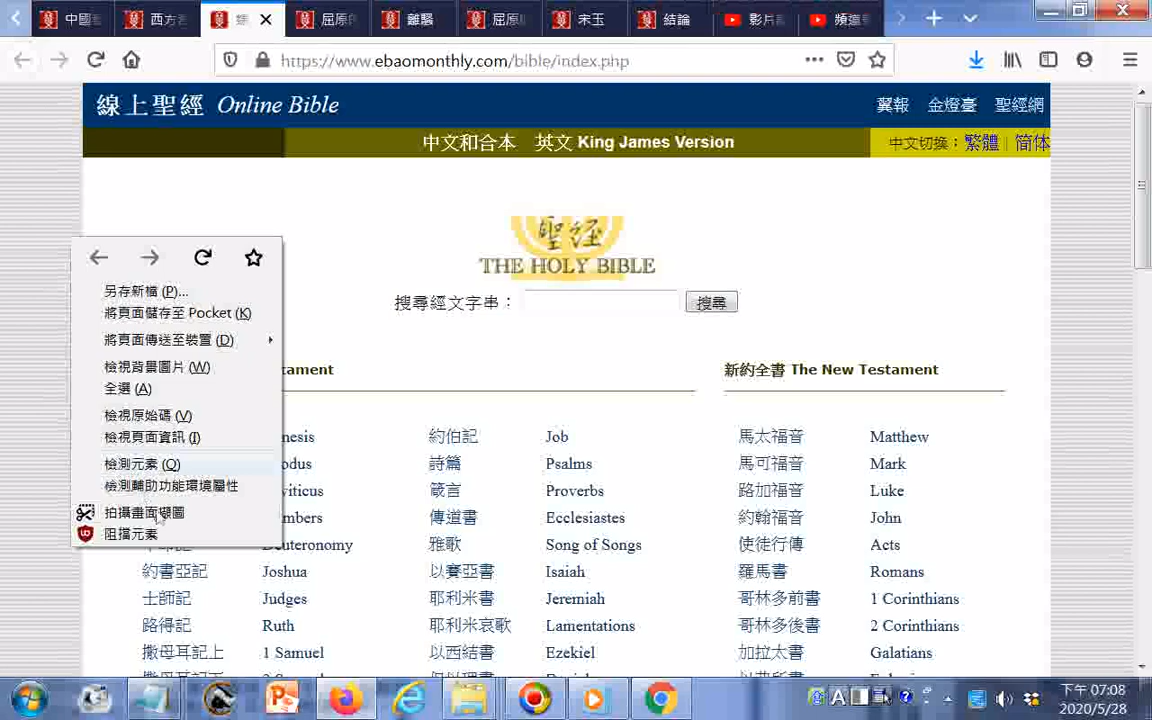 中國
西方
屈原
離騷
屈原
宋玉
結論
影片
頻道
https://www.ebaomonthly.com/bible/index.php
線上聖經 Online Bible
冀報 金燈臺 聖經網
中文和合本 英文 King James Version
中文切換：繁體 | 简体
聖經
THE HOLY BIBLE
搜尋經文字串： 搜尋
另存新檔 (P)...
將頁面儲存至 Pocket (K)
將頁面傳送至裝置 (D)
檢視背景圖片 (W)
全選 (A)
檢視原始碼 (V)
檢視頁面資訊 (I)
檢測元素 (Q)
檢測輔助功能環境屬性
拍攝畫面擷圖
阻擋元素
tament 新約全書 The New Testament
nesis 約伯記 Job 馬太福音 Matthew
odus 詩篇 Psalms 馬可福音 Mark
viticus 箴言 Proverbs 路加福音 Luke
mbers 傳道書 Ecclesiastes 約翰福音 John
euteronomy 雅歌 Song of Songs 使徒行傳 Acts
約書亞記 Joshua 以賽亞書 Isaiah 羅馬書 Romans
士師記 Judges 耶利米書 Jeremiah 哥林多前書 1 Corinthians
路得記 Ruth 耶利米哀歌 Lamentations 哥林多後書 2 Corinthians
撒母耳記上 1 Samuel 以西結書 Ezekiel 加拉太書 Galatians
下午 07:08
2020/5/28